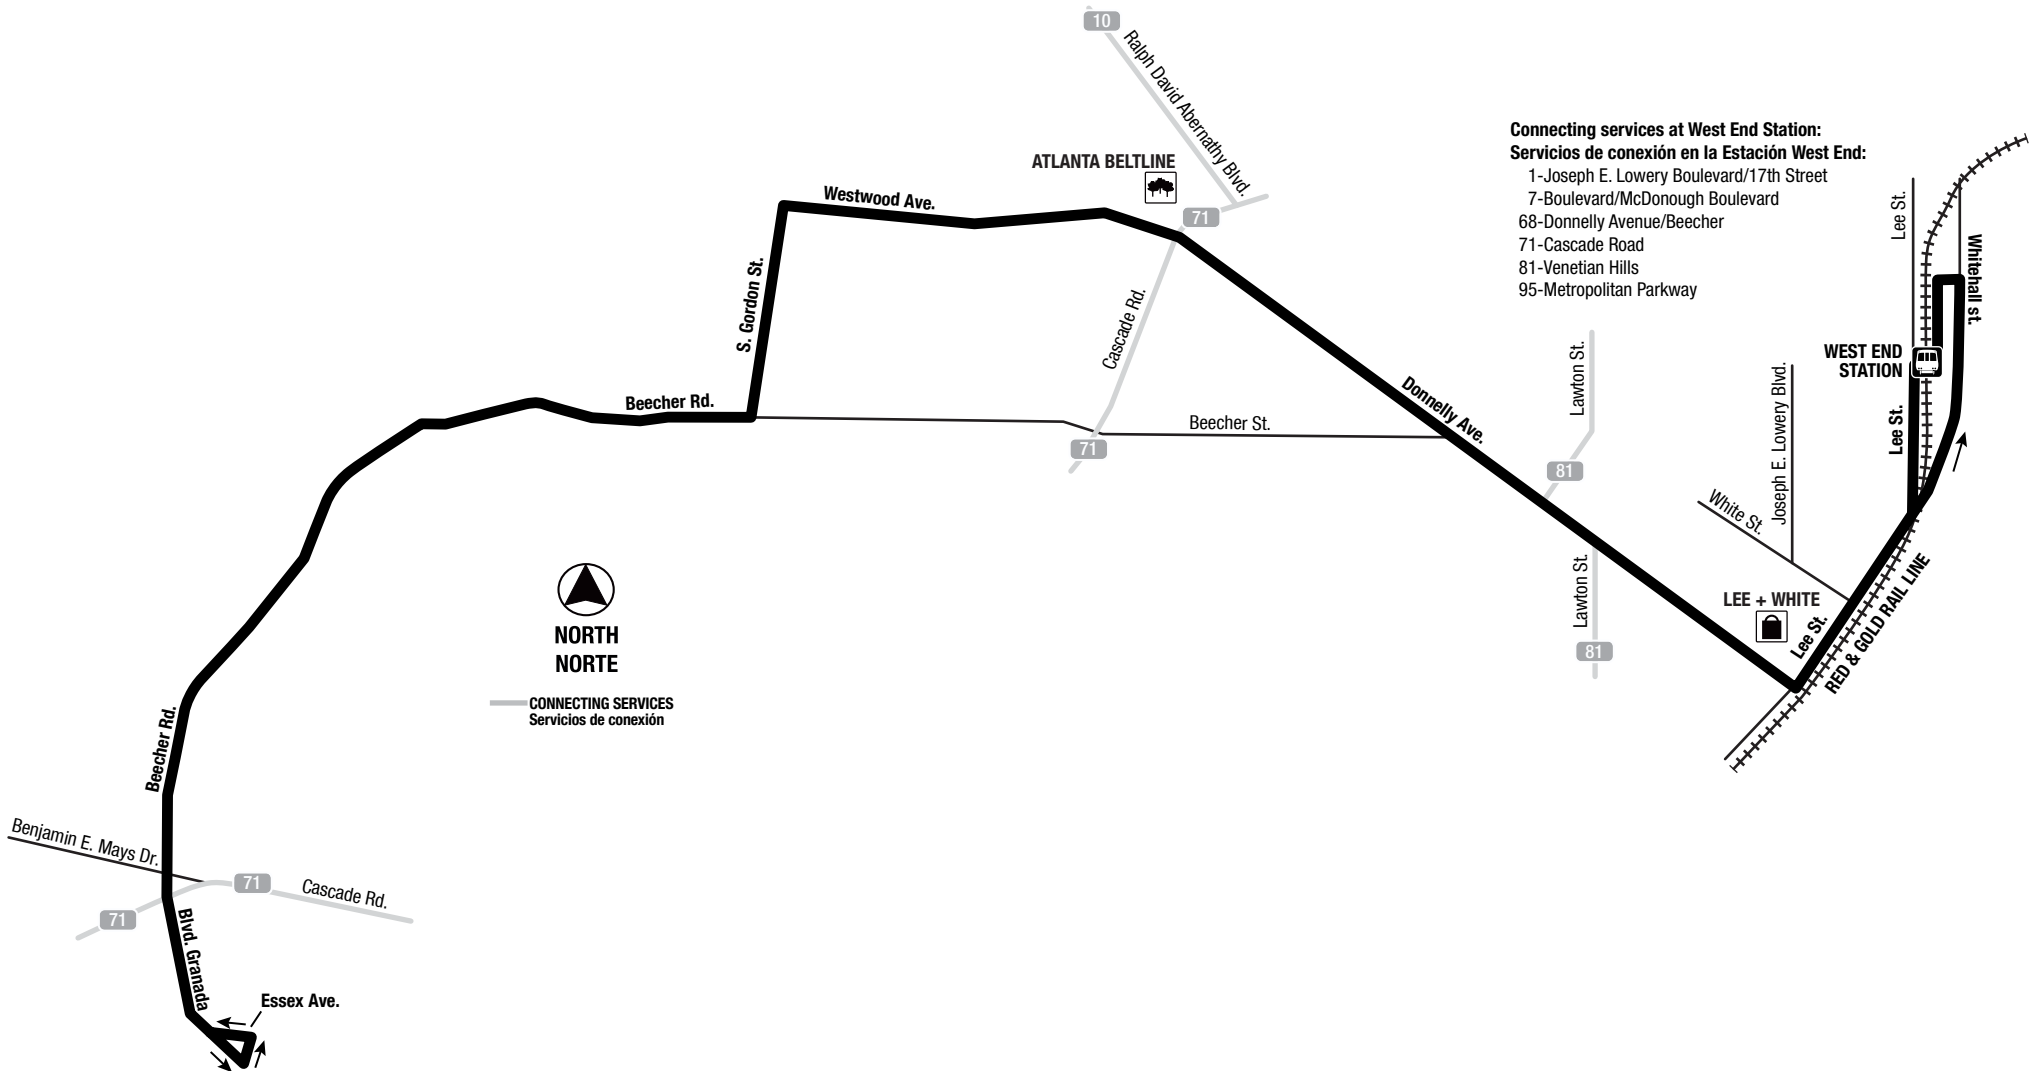 10
Ralph David Abernathy Blvd.
ATLANTA BELTLINE
71
Westwood Ave.
S. Gordon St.
Cascade Rd.
Beecher Rd.
Beecher St.
71
Donnelly Ave.
Connecting services at West End Station:
Servicios de conexión en la Estación West End:
1-Joseph E. Lowery Boulevard/17th Street
7-Boulevard/McDonough Boulevard
68-Donnelly Avenue/Beecher
71-Cascade Road
81-Venetian Hills
95-Metropolitan Parkway
Lee St.
Whitehall st.
WEST END
STATION
Lee St.
Lawton St.
81
Joseph E. Lowery Blvd.
White St.
LEE + WHITE
Lee St.
RED & GOLD RAIL LINE
Lawton St.
81
NORTH
NORTE
CONNECTING SERVICES
Servicios de conexión
Beecher Rd.
Benjamin E. Mays Dr.
71
Cascade Rd.
71
Blvd. Granada
Essex Ave.